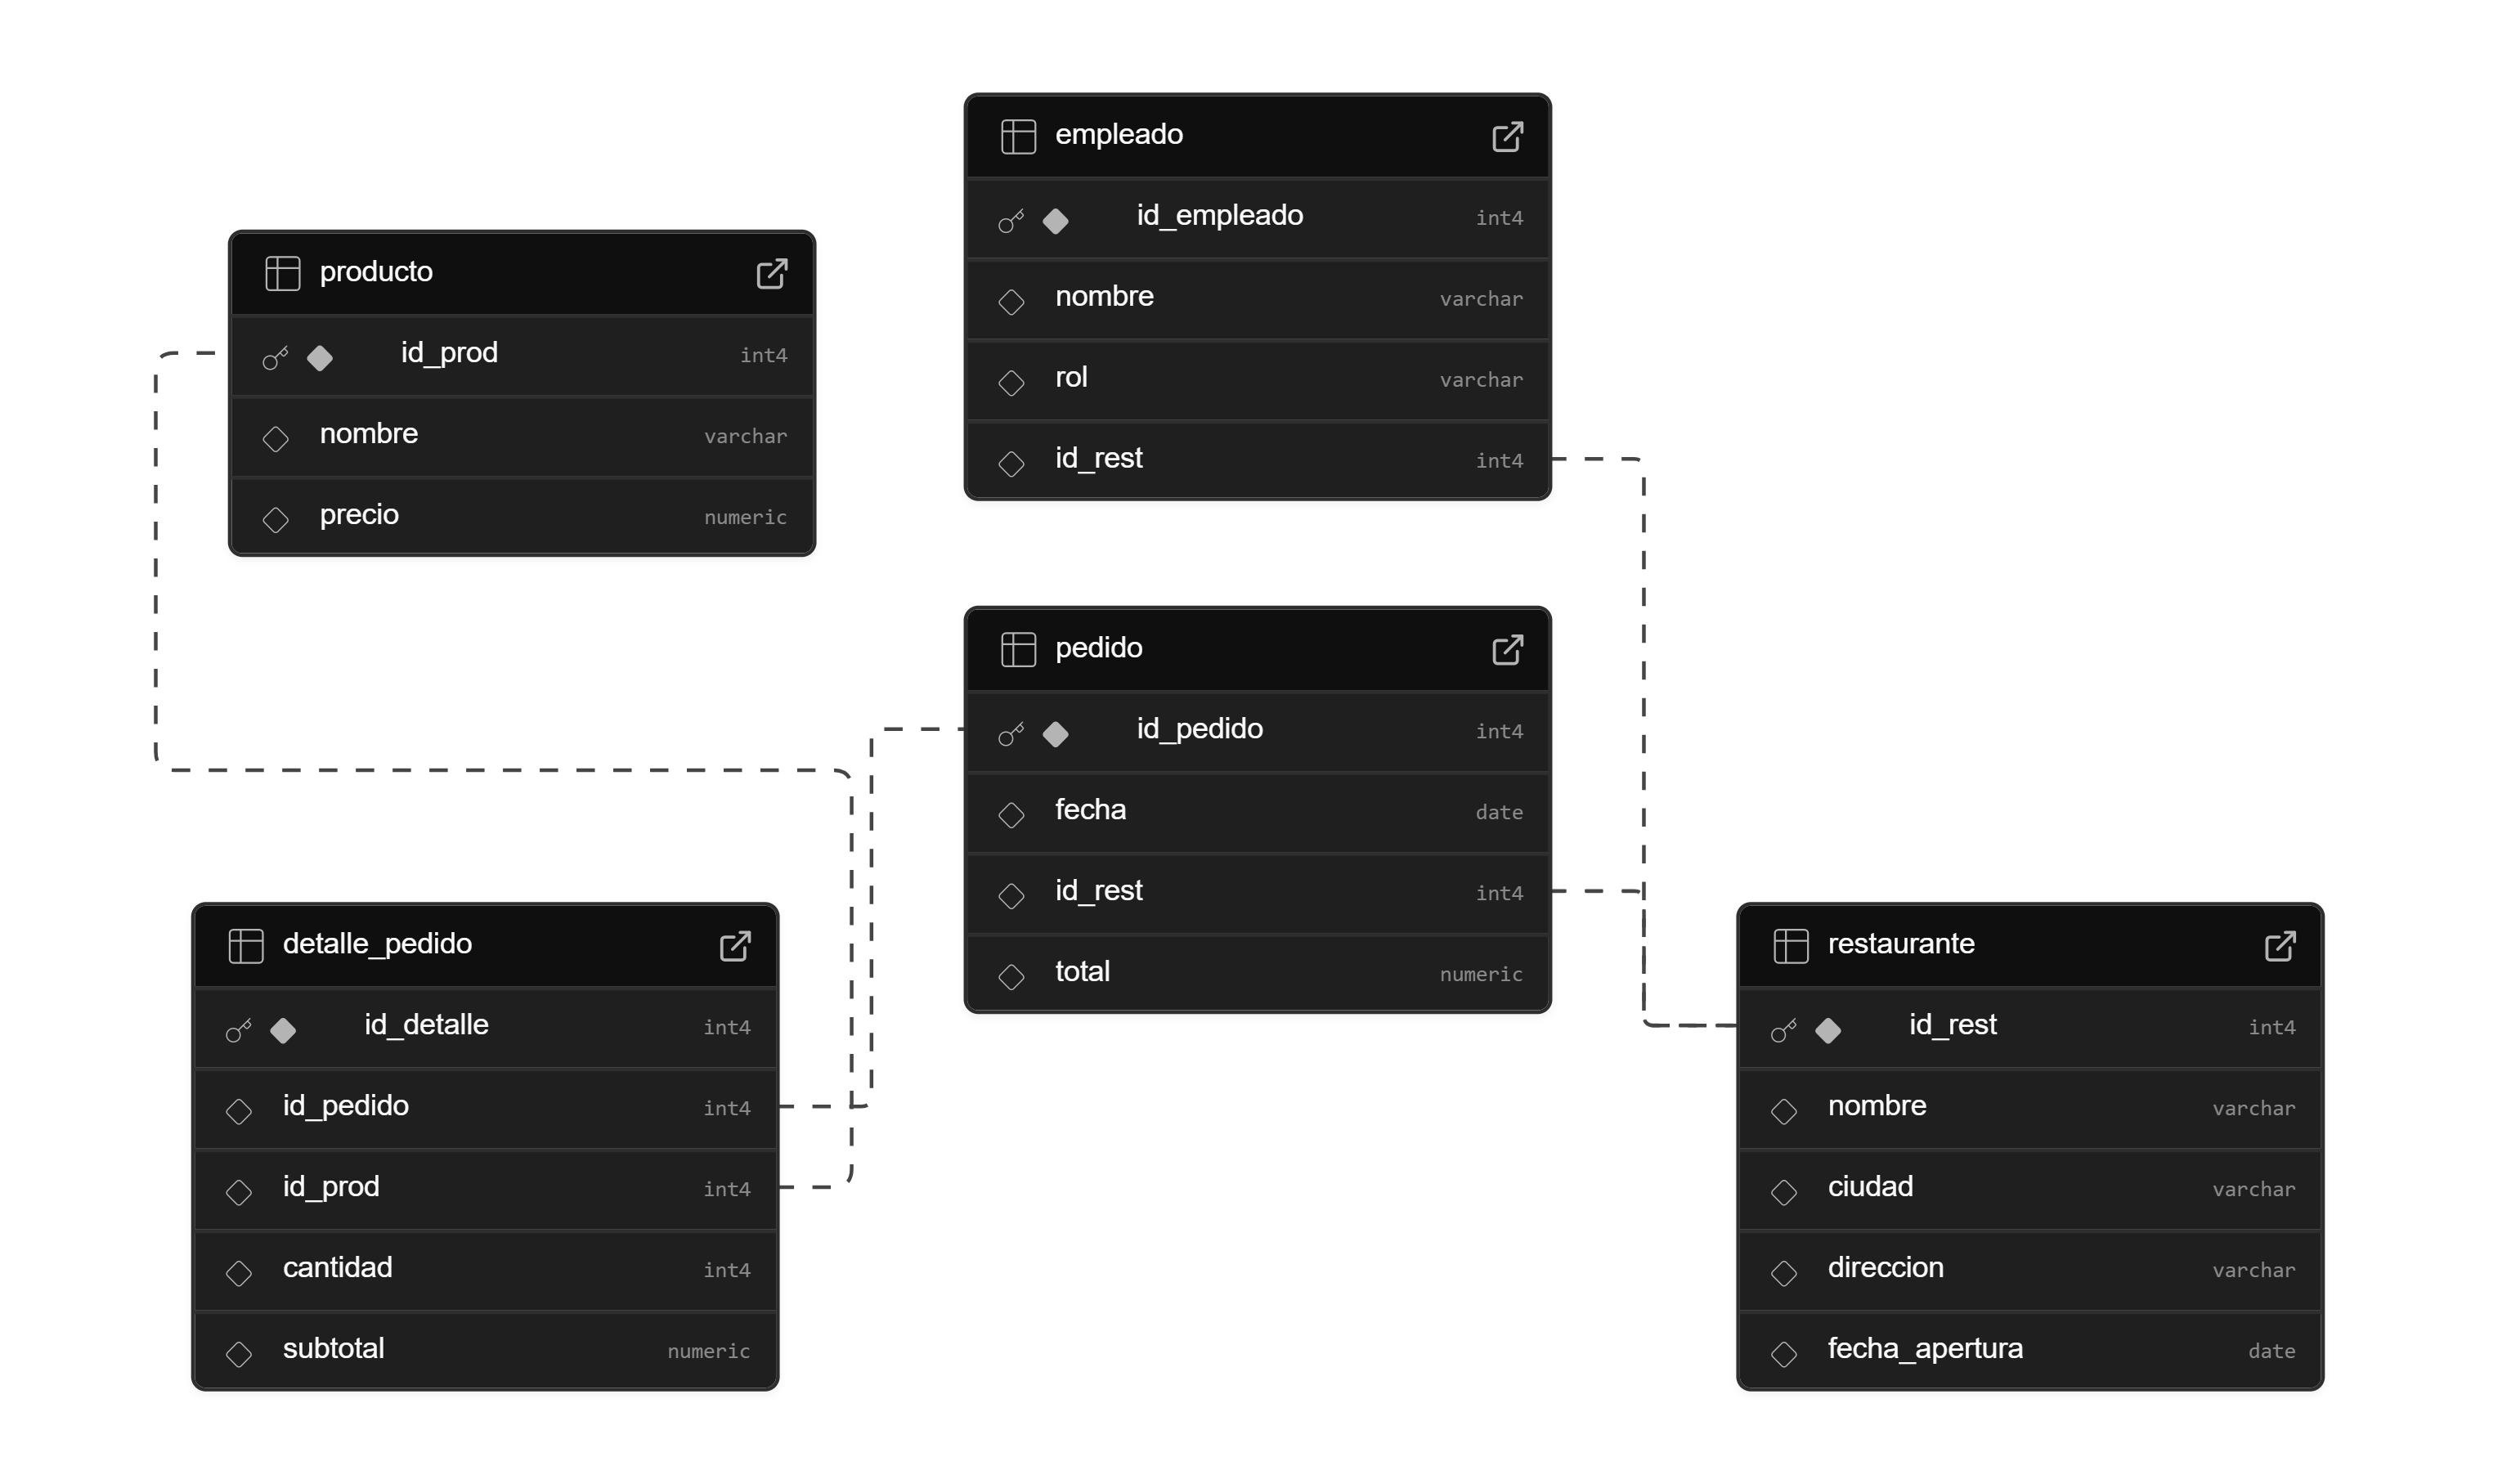 producto
id_prod int4
nombre varchar
precio numeric
empleado
id_empleado int4
nombre varchar
rol varchar
id_rest int4
pedido
id_pedido int4
fecha date
id_rest int4
total numeric
detalle_pedido
id_detalle int4
id_pedido int4
id_prod int4
cantidad int4
subtotal numeric
restaurante
id_rest int4
nombre varchar
ciudad varchar
direccion varchar
fecha_apertura date